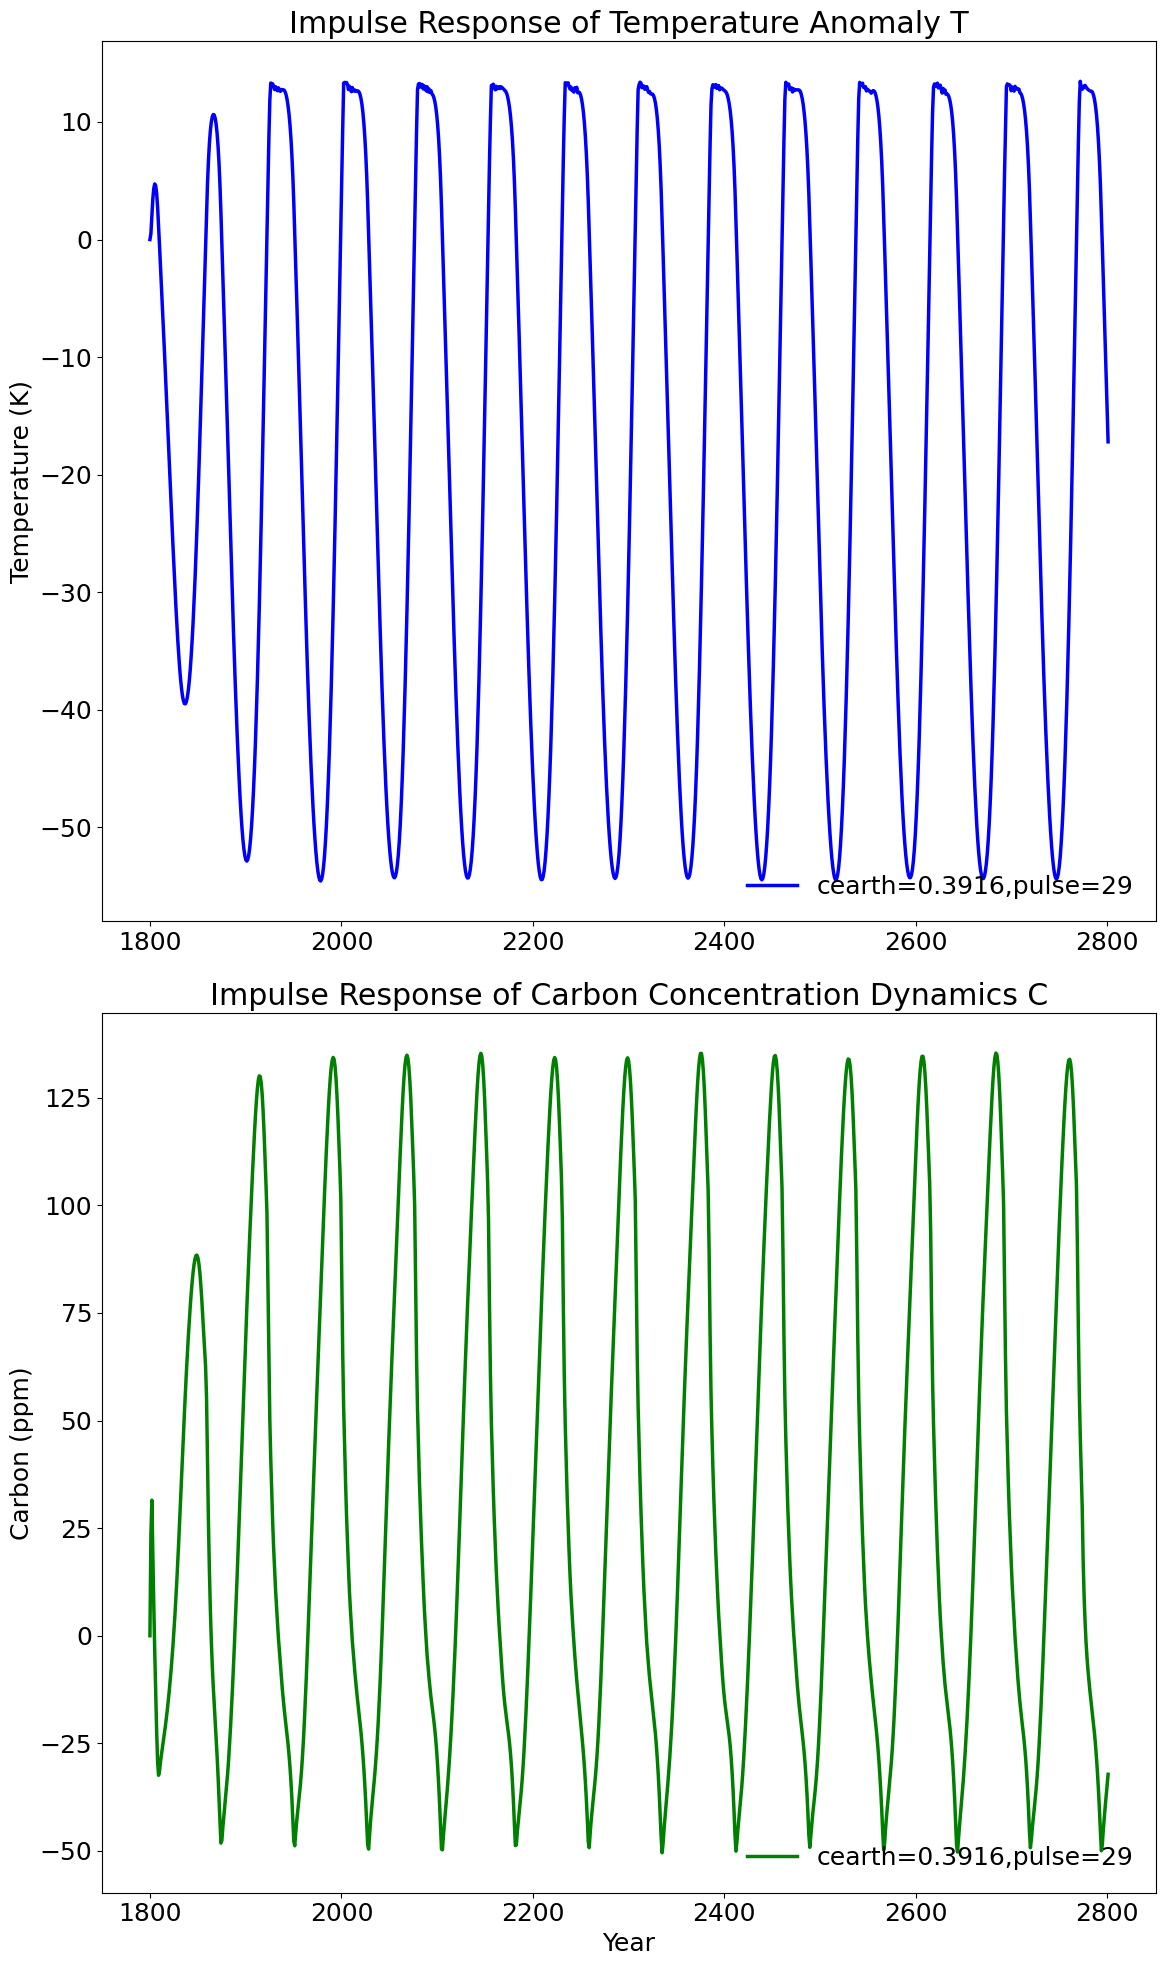 Impulse Response of Temperature Anomaly T
Temperature (K)
10
0
−10
−20
−30
−40
−50
cearth=0.3916,pulse=29
1800 2000 2200 2400 2600 2800
Impulse Response of Carbon Concentration Dynamics C
Carbon (ppm)
125
100
75
50
25
0
−25
−50
cearth=0.3916,pulse=29
1800 2000 2200 2400 2600 2800
Year